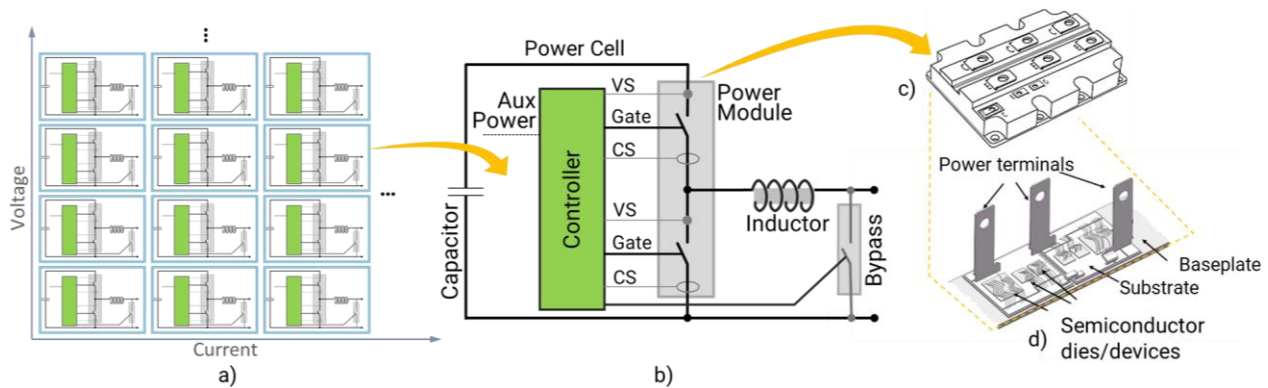 Voltage
Current
a)
Power Cell
Aux
Power
Capacitor
Controller
VS
Gate
CS
VS
Gate
CS
Power
Module
Inductor
Bypass
b)
c)
Power terminals
Baseplate
Substrate
Semiconductor
dies/devices
d)